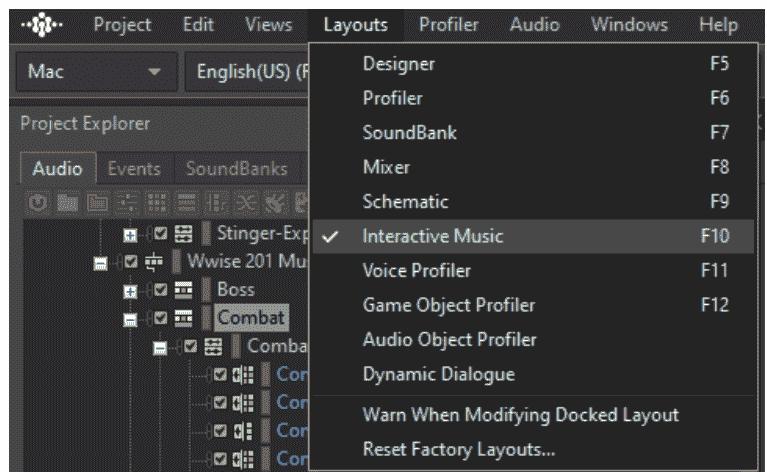 Project Edit Views Layouts Profiler Audio Windows Help
Mac English(US)
Designer F5
Profiler F6
SoundBank F7
Mixer F8
Schematic F9
Interactive Music F10
Voice Profiler F11
Game Object Profiler F12
Audio Object Profiler
Dynamic Dialogue
Warn When Modifying Docked Layout
Reset Factory Layouts...
Project Explorer
Audio Events SoundBanks
Stinger-Exp
Wwise 201 Mu
Boss
Combat
Comba
Cor
Cor
Cor
Cor